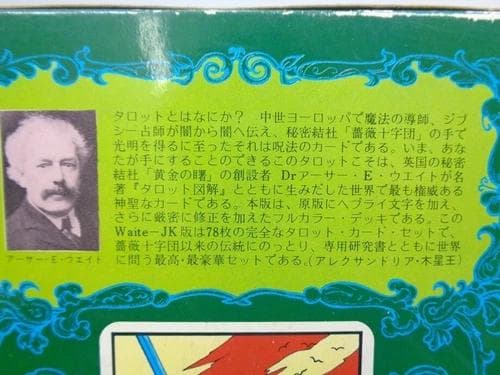 タロットとはなにか？　中世ヨーロッパで魔法の導師、ジプ
シー占師が闇から闇へ伝え、秘密結社「薔薇十字団」の手で
光明を得るに至ったそれは呪法のカードである。いま、あな
たが手にすることのできるこのタロットこそは、英国の秘密
結社「黄金の曙」の創設者 Drアーサー・E・ウエイトが名
著『タロット図解』とともに生みだした世界で最も権威ある
神聖なカードである。本版は、原版にヘブライ文字を加え、
さらに厳密に修正を加えたフルカラー・デッキである。この
Waite−JK版は78枚の完全なタロット・カード・セットで、
薔薇十字団以来の伝統にのっとり、専用研究書とともに世界
に問う最高・最豪華セットである。（アレクサンドリア・木星王）
アーサー・E・ウエイト